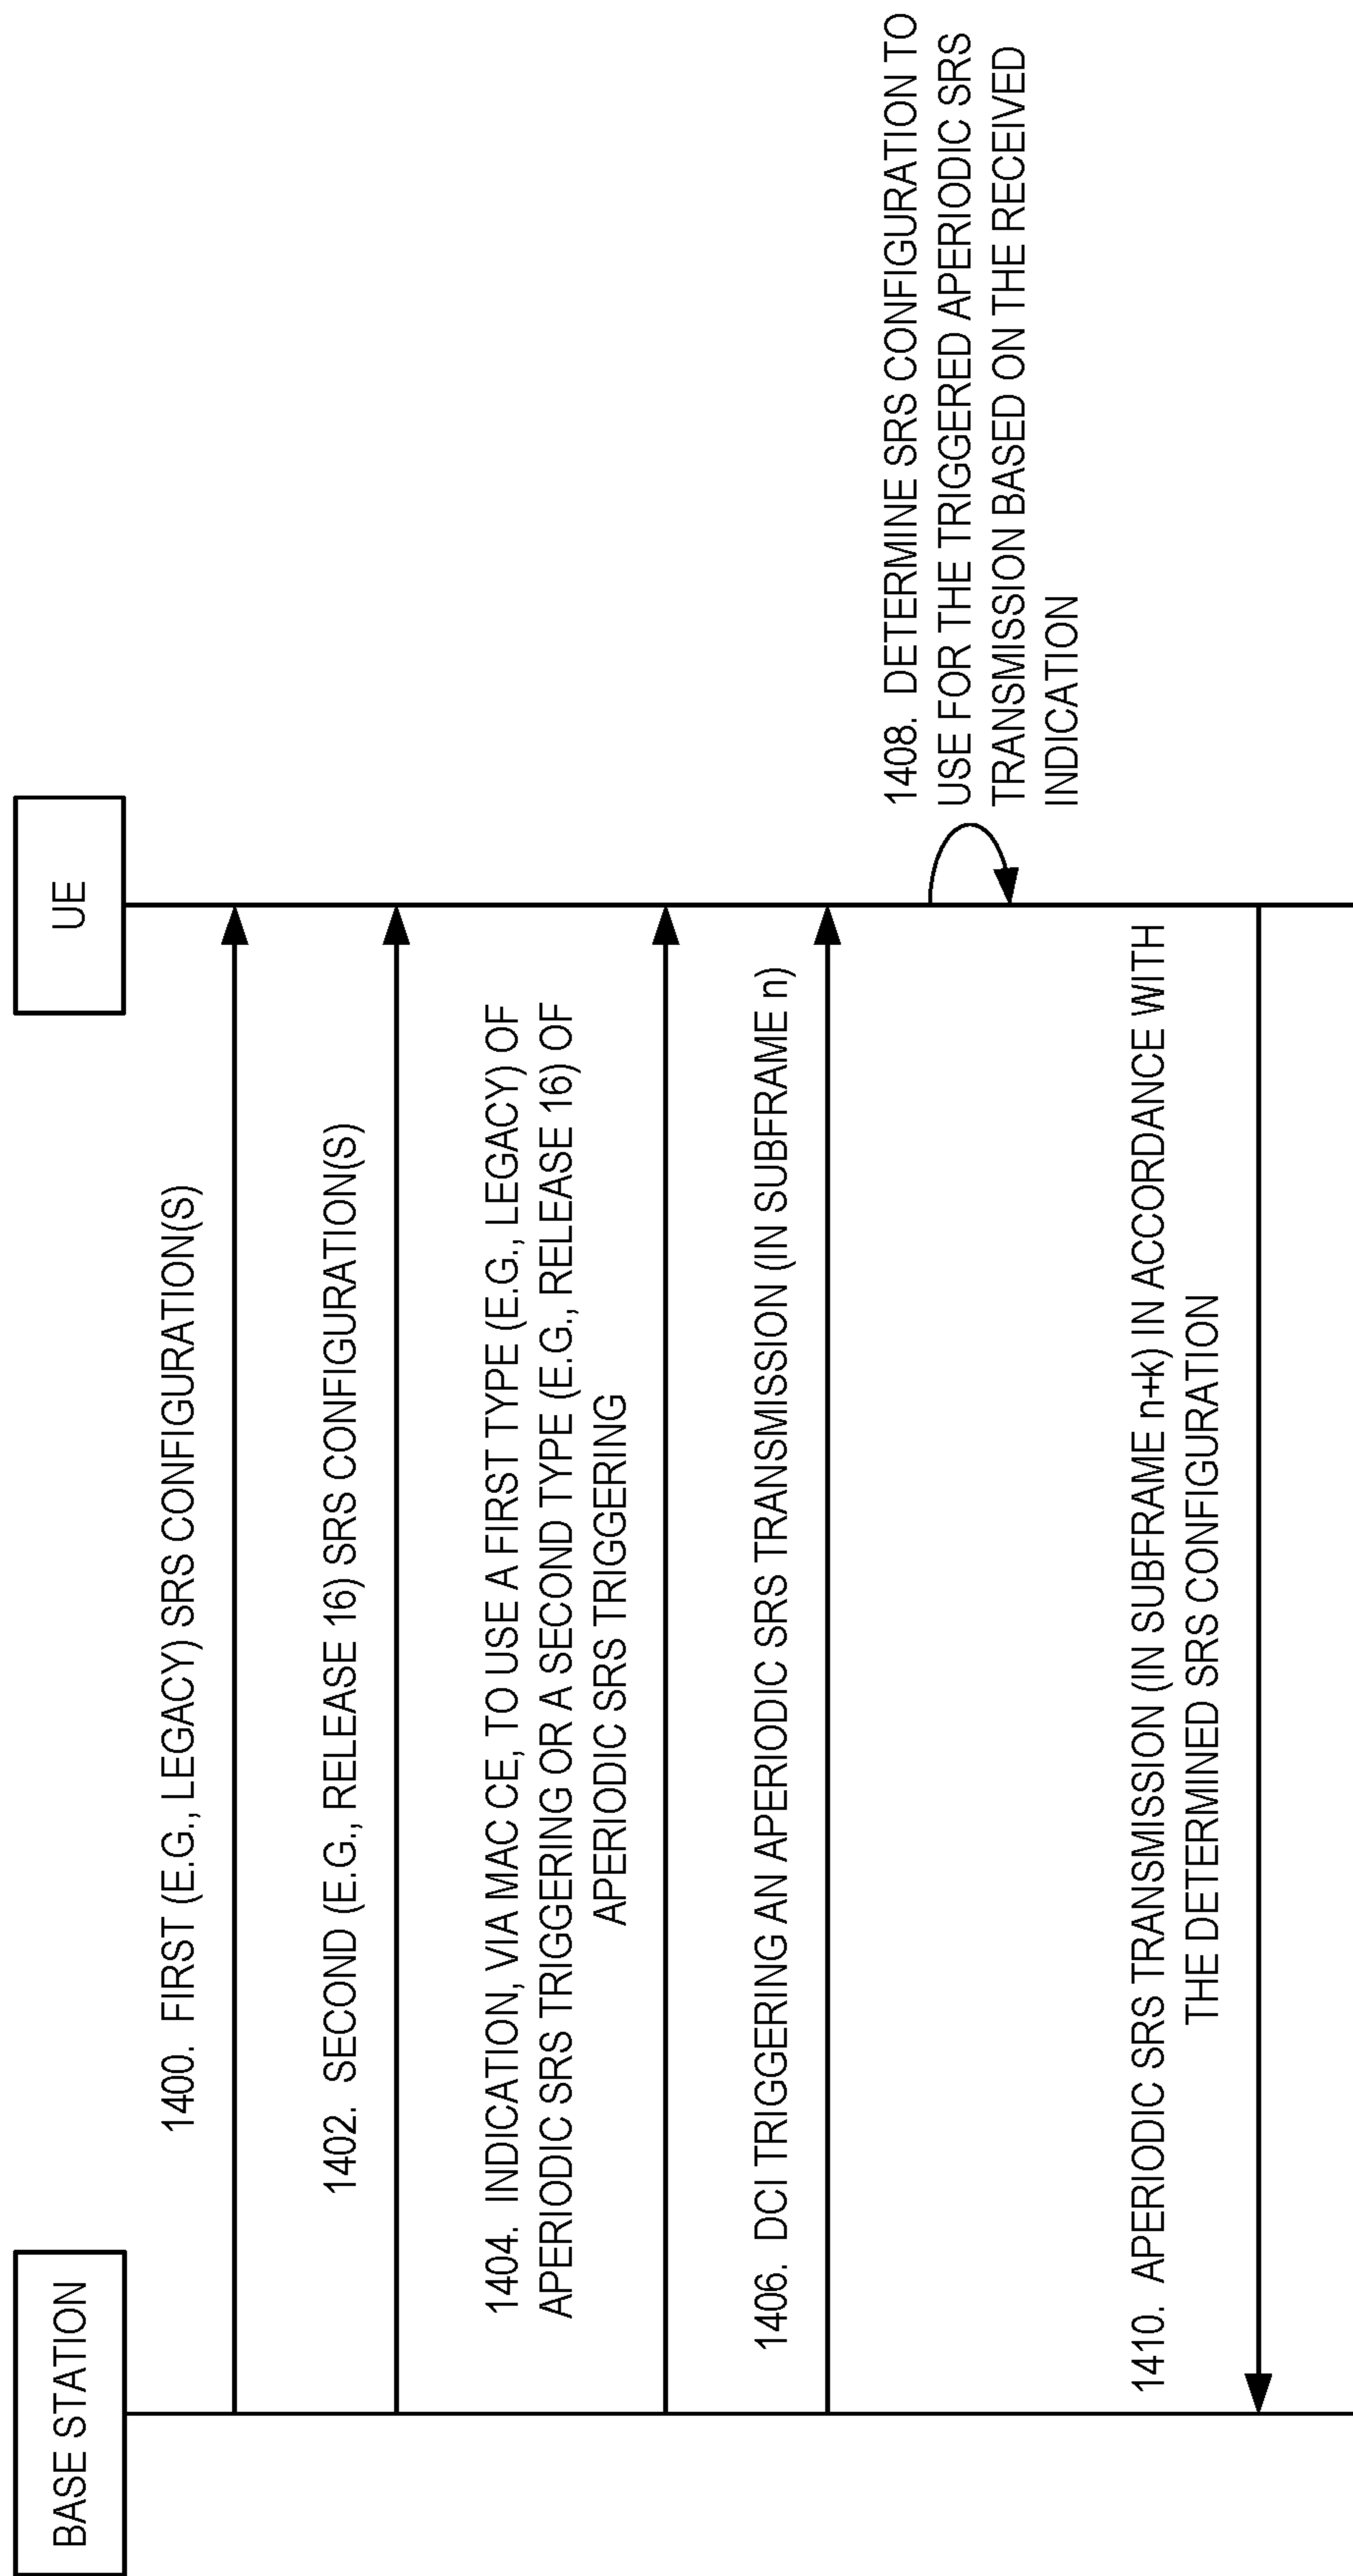 BASE STATION
UE
1400. FIRST (E.G., LEGACY) SRS CONFIGURATION(S)
1402. SECOND (E.G., RELEASE 16) SRS CONFIGURATION(S)
1404. INDICATION, VIA MAC CE, TO USE A FIRST TYPE (E.G., LEGACY) OF
APERIODIC SRS TRIGGERING OR A SECOND TYPE (E.G., RELEASE 16) OF
APERIODIC SRS TRIGGERING
1406. DCI TRIGGERING AN APERIODIC SRS TRANSMISSION (IN SUBFRAME n)
1408. DETERMINE SRS CONFIGURATION TO
USE FOR THE TRIGGERED APERIODIC SRS
TRANSMISSION BASED ON THE RECEIVED
INDICATION
1410. APERIODIC SRS TRANSMISSION (IN SUBFRAME n+k) IN ACCORDANCE WITH
THE DETERMINED SRS CONFIGURATION